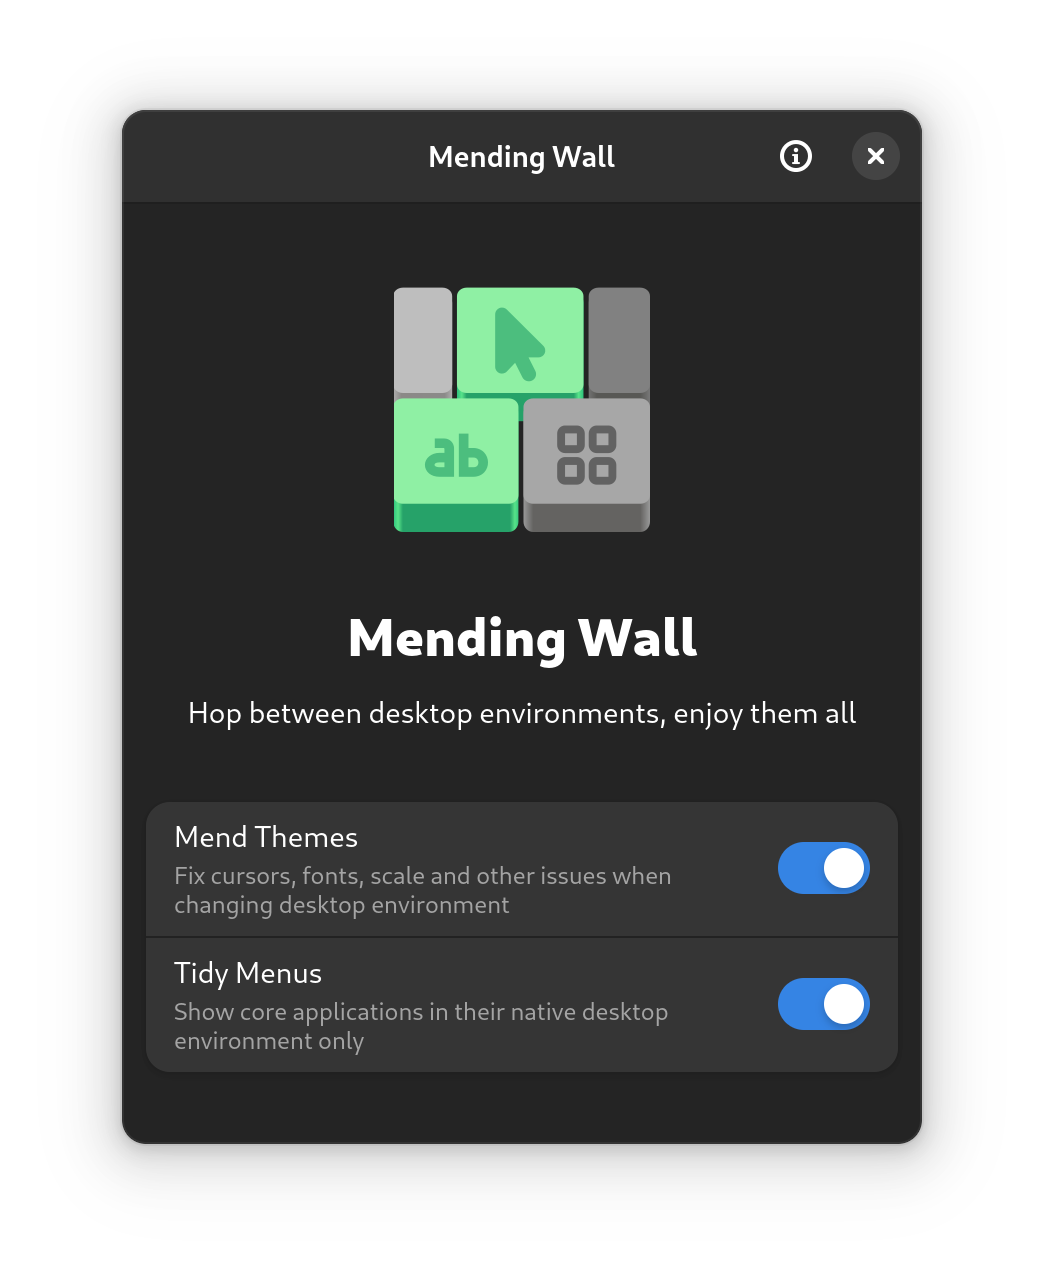 Mending Wall
ab
Mending Wall
Hop between desktop environments, enjoy them all
Mend Themes
Fix cursors, fonts, scale and other issues when
changing desktop environment
Tidy Menus
Show core applications in their native desktop
environment only